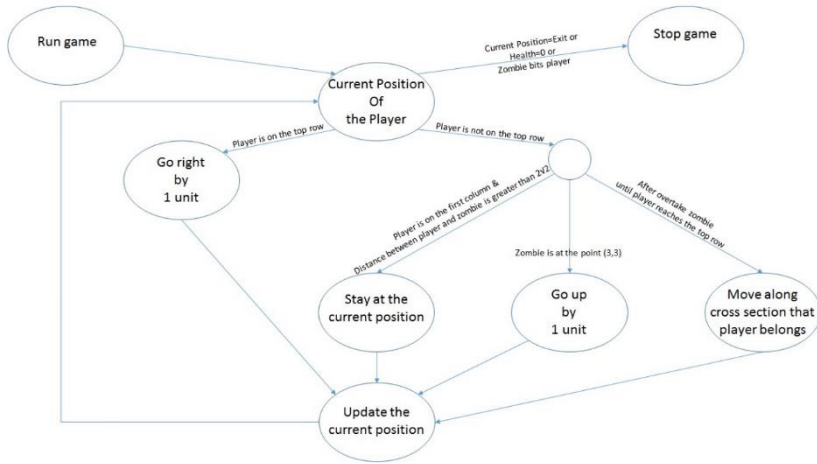 Run game
Current Position=Exit or
Health=0 or
Zombie bits player
Stop game
Current Position
Of
the Player
Player is on the top row
Player is not on the top row
Go right
by
1 unit
Player is on the first column &
Distance between player and zombie is greater than 2√2
Zombie is at the point (3,3)
After overtake zombie
until player reaches the top row
Stay at the
current position
Go up
by
1 unit
Move along
cross section that
player belongs
Update the
current position